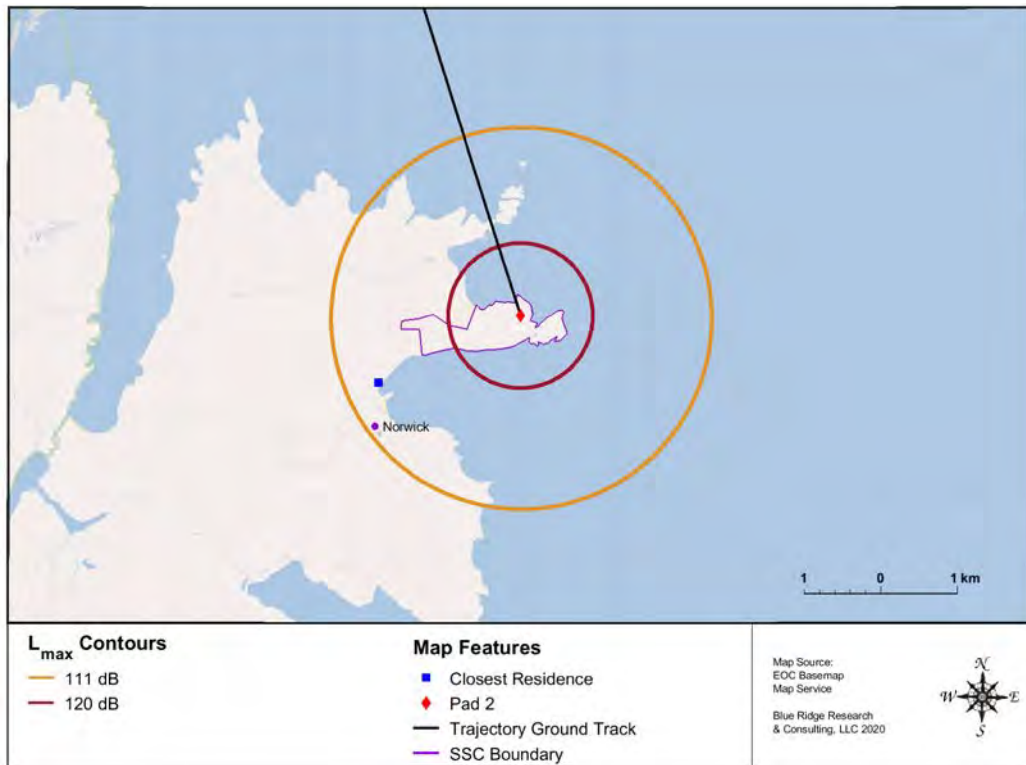 Norwick
1 0 1 km
L_max Contours
111 dB
120 dB
Map Features
Closest Residence
Pad 2
Trajectory Ground Track
SSC Boundary
Map Source:
EOC Basemap
Map Service
Blue Ridge Research
& Consulting, LLC 2020
N
W E
S